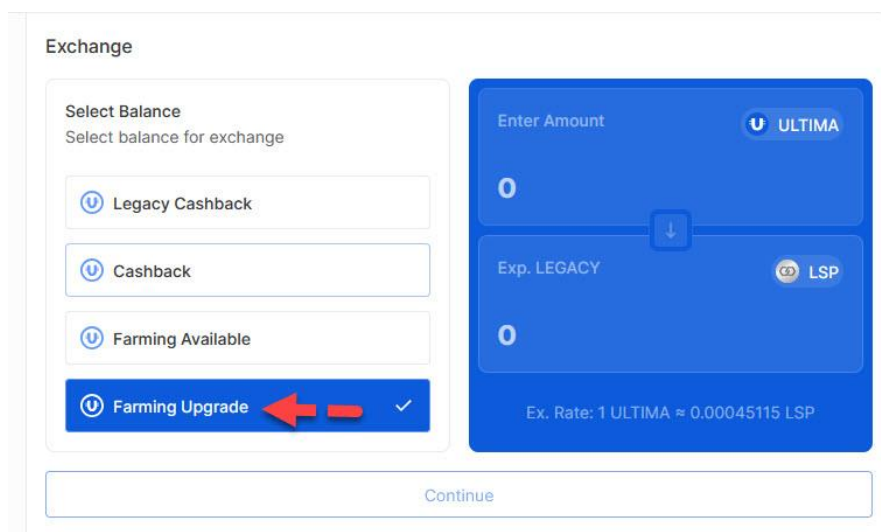 Exchange
Select Balance
Select balance for exchange
Legacy Cashback
Cashback
Farming Available
Farming Upgrade
Enter Amount
ULTIMA
0
Exp. LEGACY
LSP
0
Ex. Rate: 1 ULTIMA ≈ 0.00045115 LSP
Continue